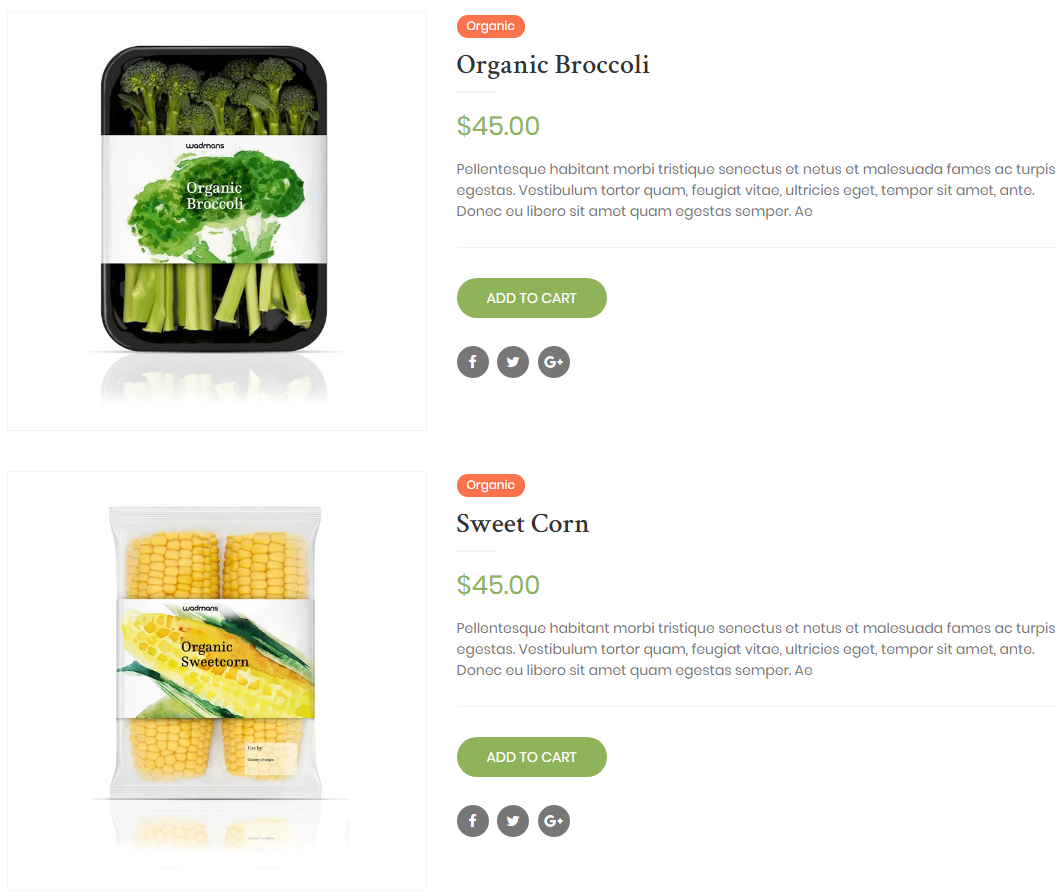 Organic
Organic Broccoli
$45.00
Pellentesque habitant morbi tristique senectus et netus et malesuada fames ac turpis
egestas. Vestibulum tortor quam, feugiat vitae, ultricies eget, tempor sit amet, ante.
Donec eu libero sit amet quam egestas semper. Ae
ADD TO CART
wadmans
Organic
Broccoli
Organic
Sweet Corn
$45.00
Pellentesque habitant morbi tristique senectus et netus et malesuada fames ac turpis
egestas. Vestibulum tortor quam, feugiat vitae, ultricies eget, tempor sit amet, ante.
Donec eu libero sit amet quam egestas semper. Ae
ADD TO CART
wadmans
Organic
Sweetcorn
Use by:
Country of origin: